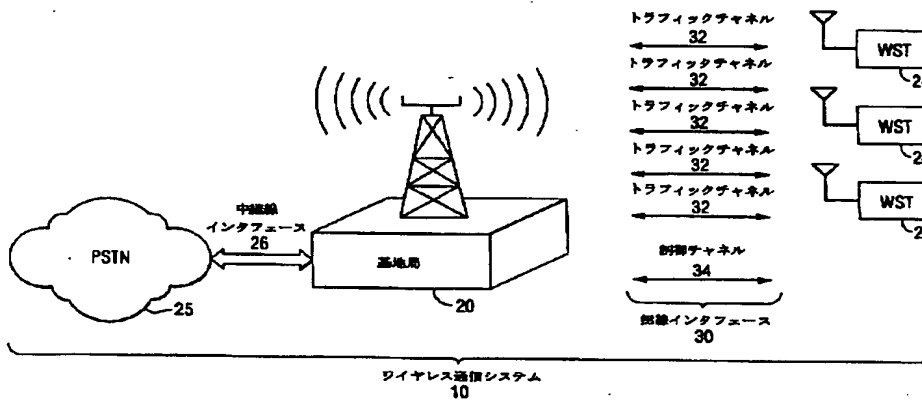 トラフィックチャネル
32
トラフィックチャネル
32
トラフィックチャネル
32
トラフィックチャネル
32
トラフィックチャネル
32
制御チャネル
34
無線インタフェース
30
WST
WST
WST
中継線
インタフェース
26
PSTN
25
基地局
20
ワイヤレス通信システム
10